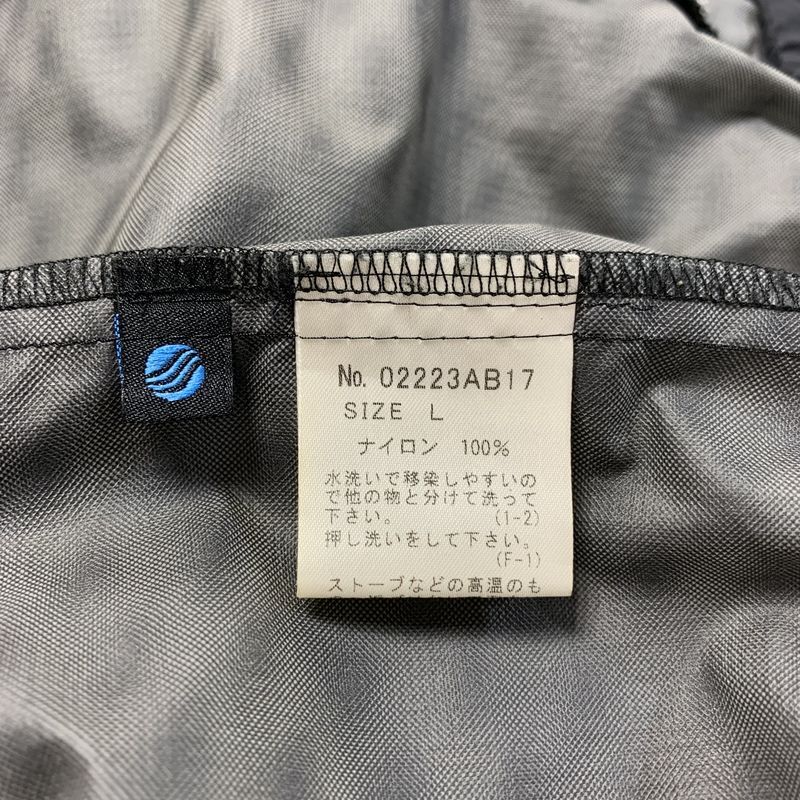 No. 02223AB17
SIZE L
ナイロン 100%
水洗いで移染しやすいの
で他の物と分けて洗って
下さい。 (1-2)
押し洗いをして下さい。
(F-1)
ストーブなどの高温のも